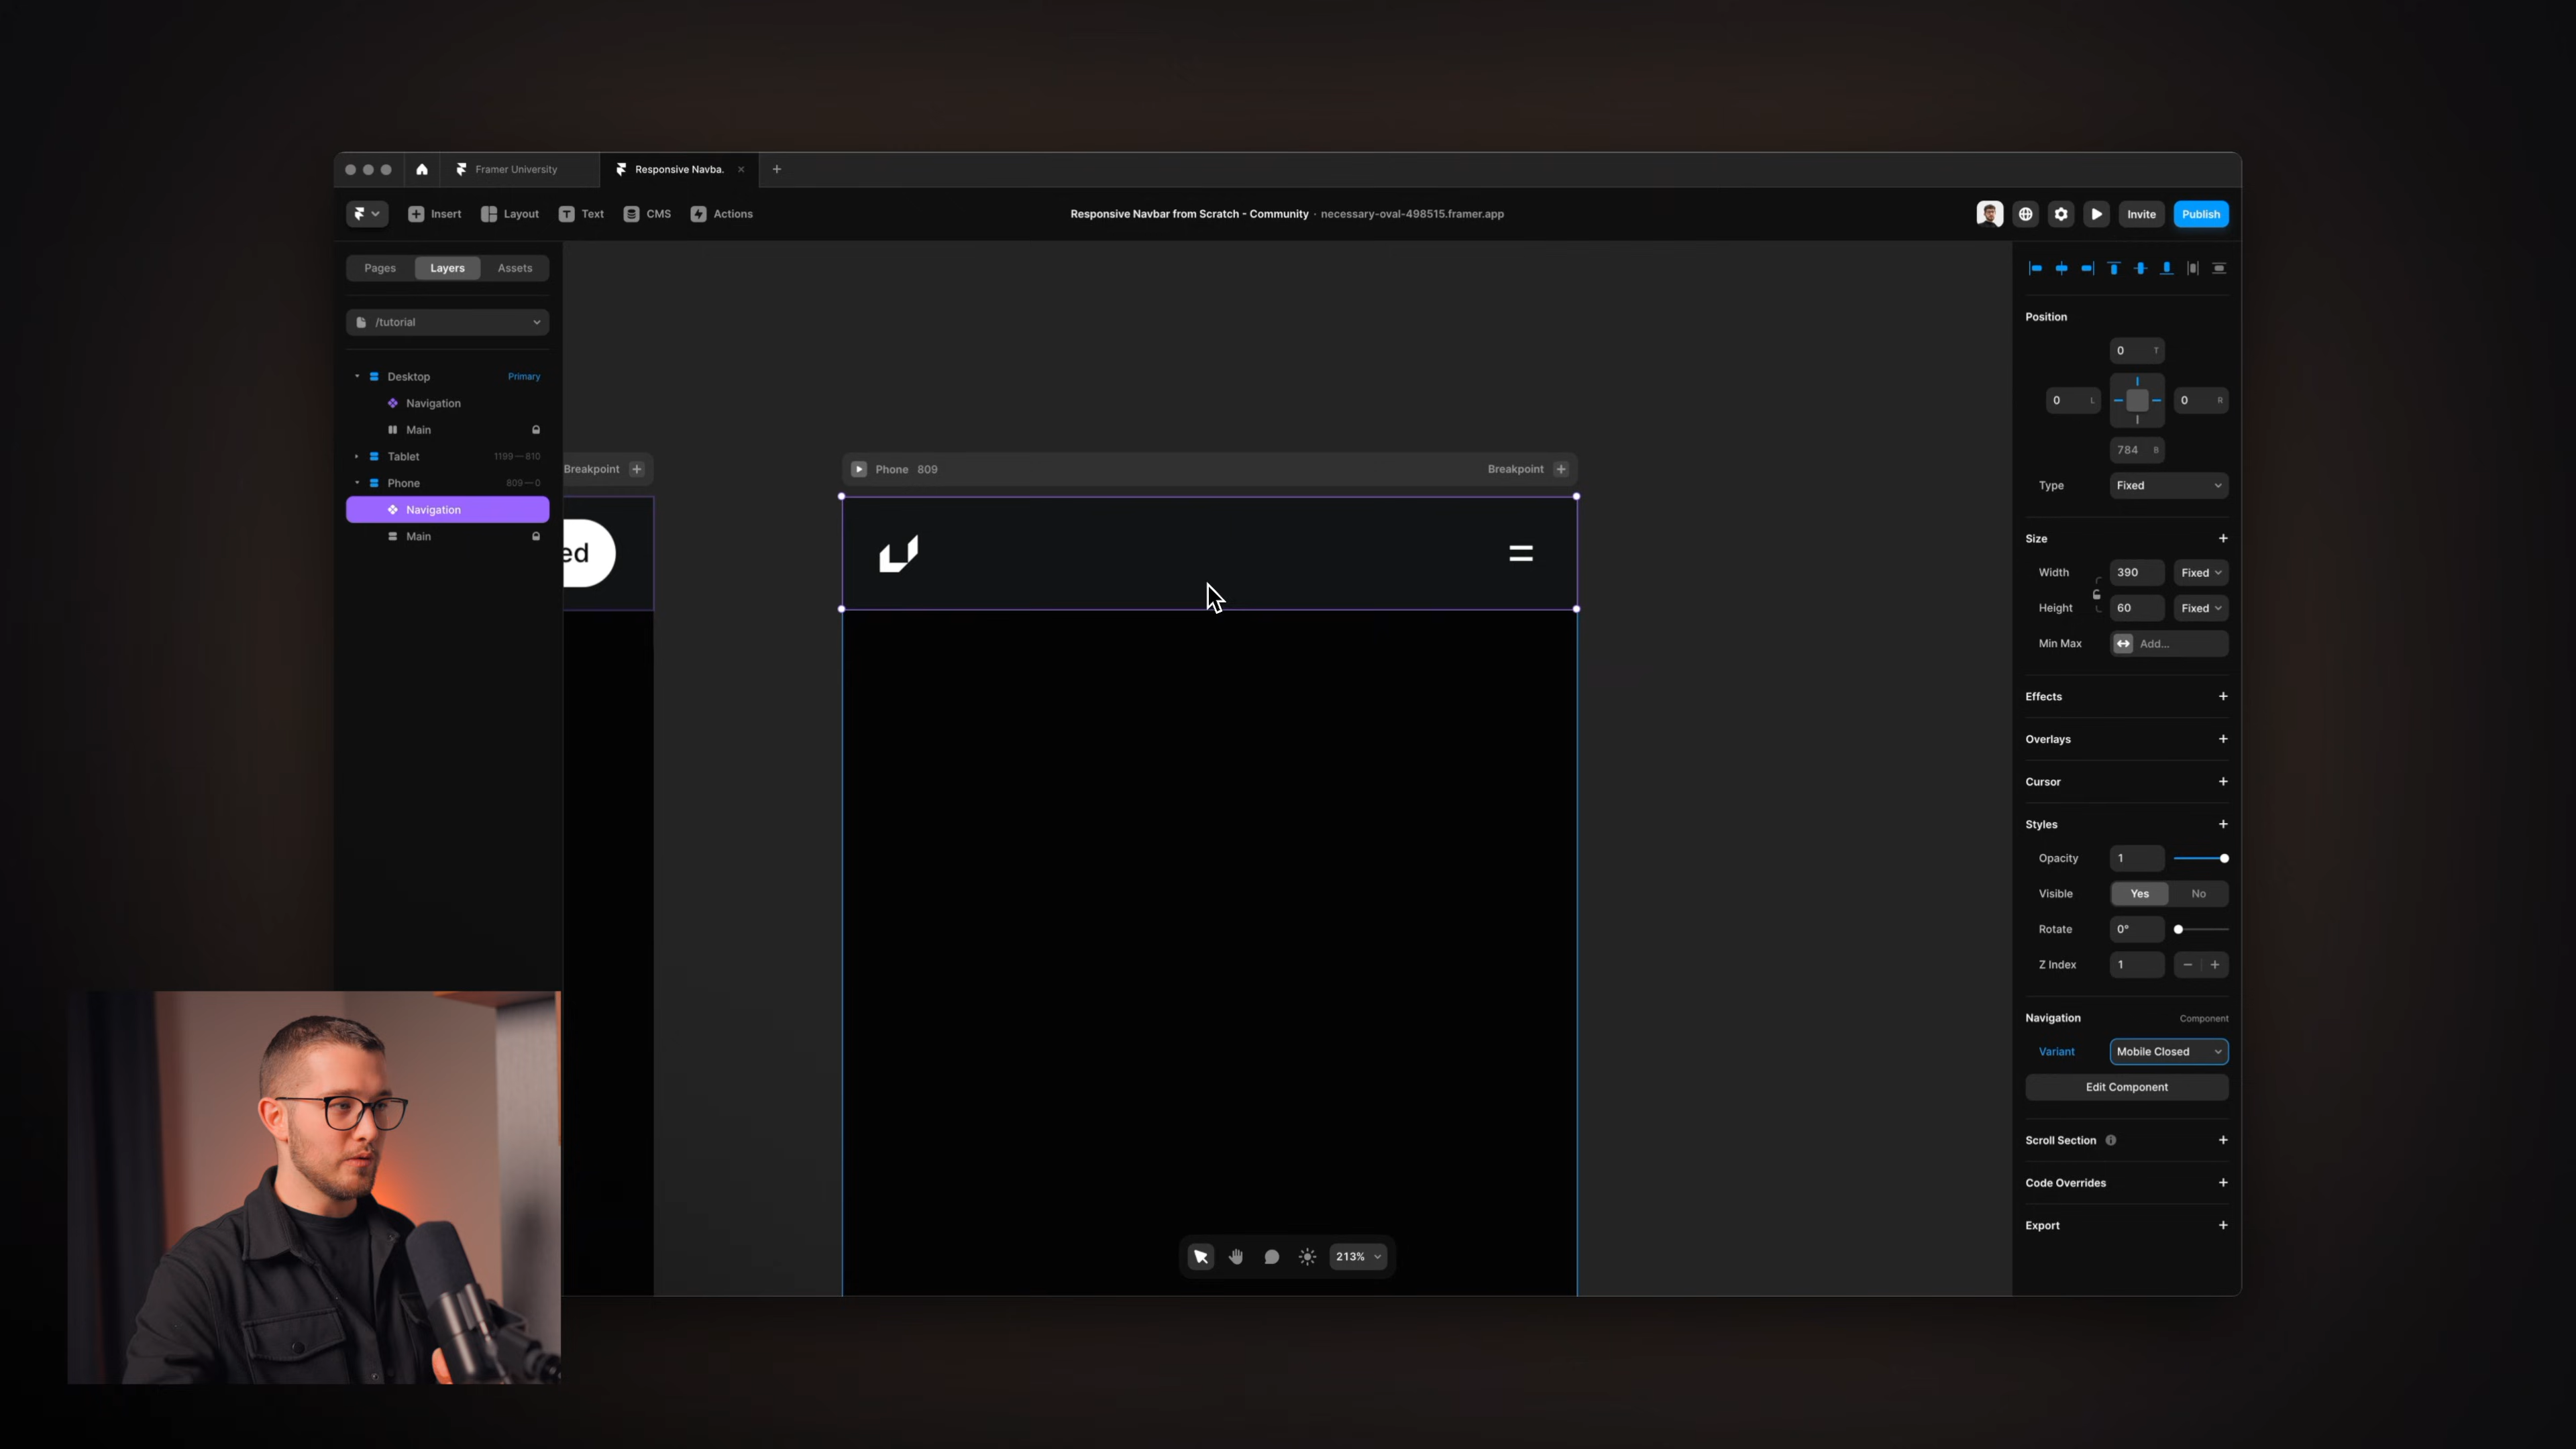 Framer University
Responsive Navba.
Insert
Layout
Text
CMS
Actions
Responsive Navbar from Scratch - Community · necessary-oval-498515.framer.app
Invite
Publish
Pages
Layers
Assets
/tutorial
Desktop
Primary
Navigation
Main
Tablet
1199—810
Phone
809—0
Navigation
Main
Breakpoint
ed
Phone 809
Breakpoint
213%
Position
0 T
0 L
0 R
784 B
Type
Fixed
Size
Width
390
Fixed
Height
60
Fixed
Min Max
Add...
Effects
Overlays
Cursor
Styles
Opacity
1
Visible
Yes
No
Rotate
0°
Z Index
1
Navigation
Component
Variant
Mobile Closed
Edit Component
Scroll Section
Code Overrides
Export